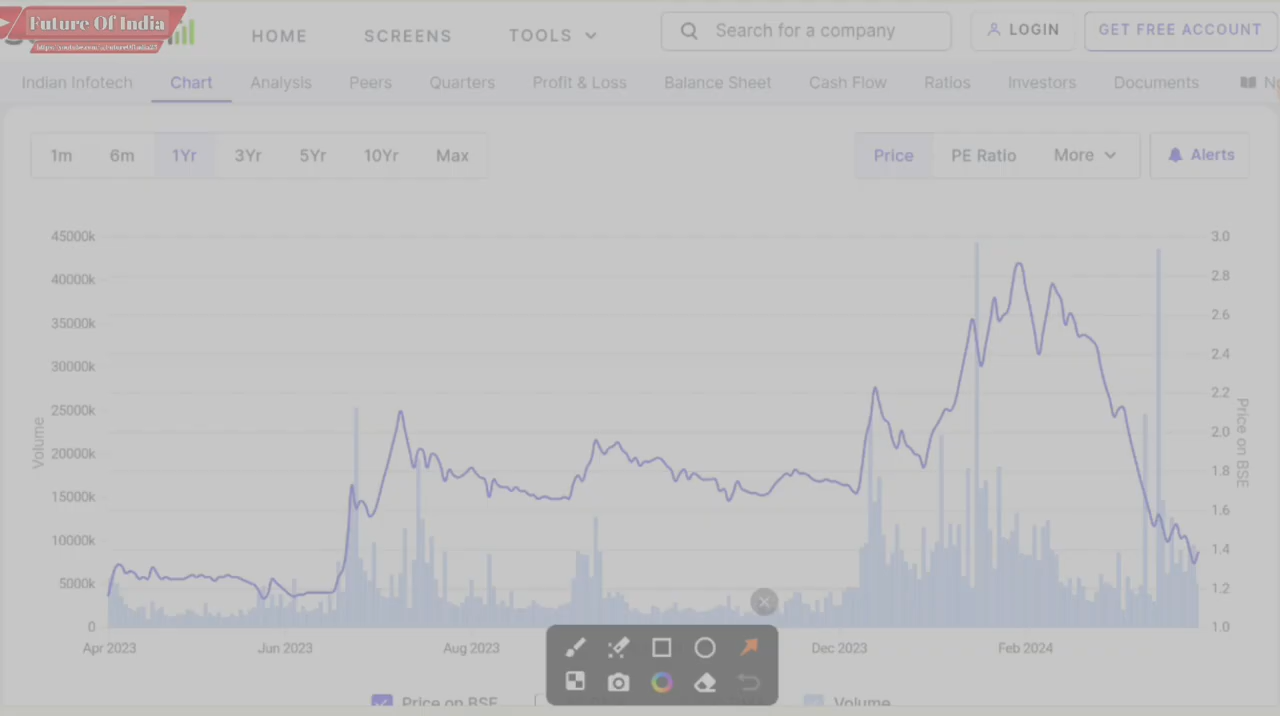 Future Of India
HOME SCREENS TOOLS
Search for a company
LOGIN GET FREE ACCOUNT
Indian Infotech Chart Analysis Peers Quarters Profit & Loss Balance Sheet Cash Flow Ratios Investors Documents
1m 6m 1Yr 3Yr 5Yr 10Yr Max
Price PE Ratio More Alerts
45000k 3.0
40000k 2.8
35000k 2.6
30000k 2.4
25000k 2.2
20000k 2.0
15000k 1.8
10000k 1.6
5000k 1.4
0 1.2
1.0
Volume
Price on BSE
Apr 2023 Jun 2023 Aug 2023 Dec 2023 Feb 2024
Price on BSE Volume